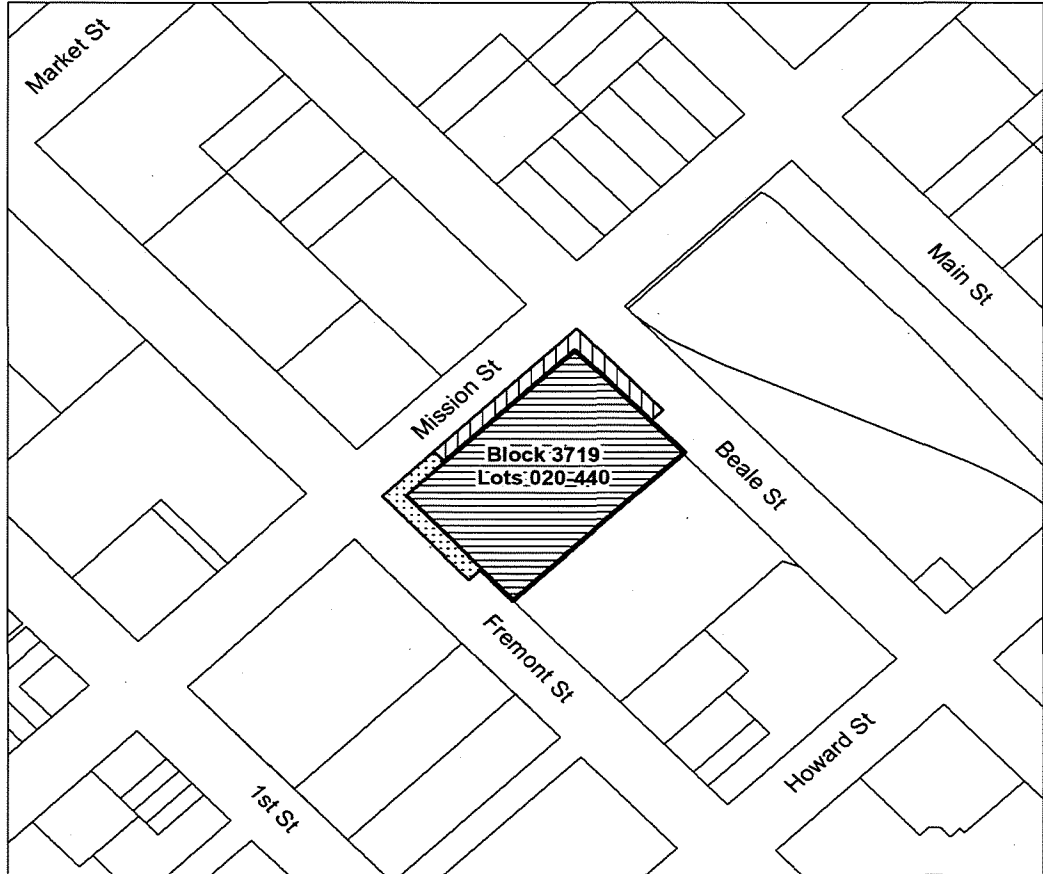 Market St
Main St
Mission St
Block 3719
Lots 020-440
Beale St
Fremont St
Howard St
1st St